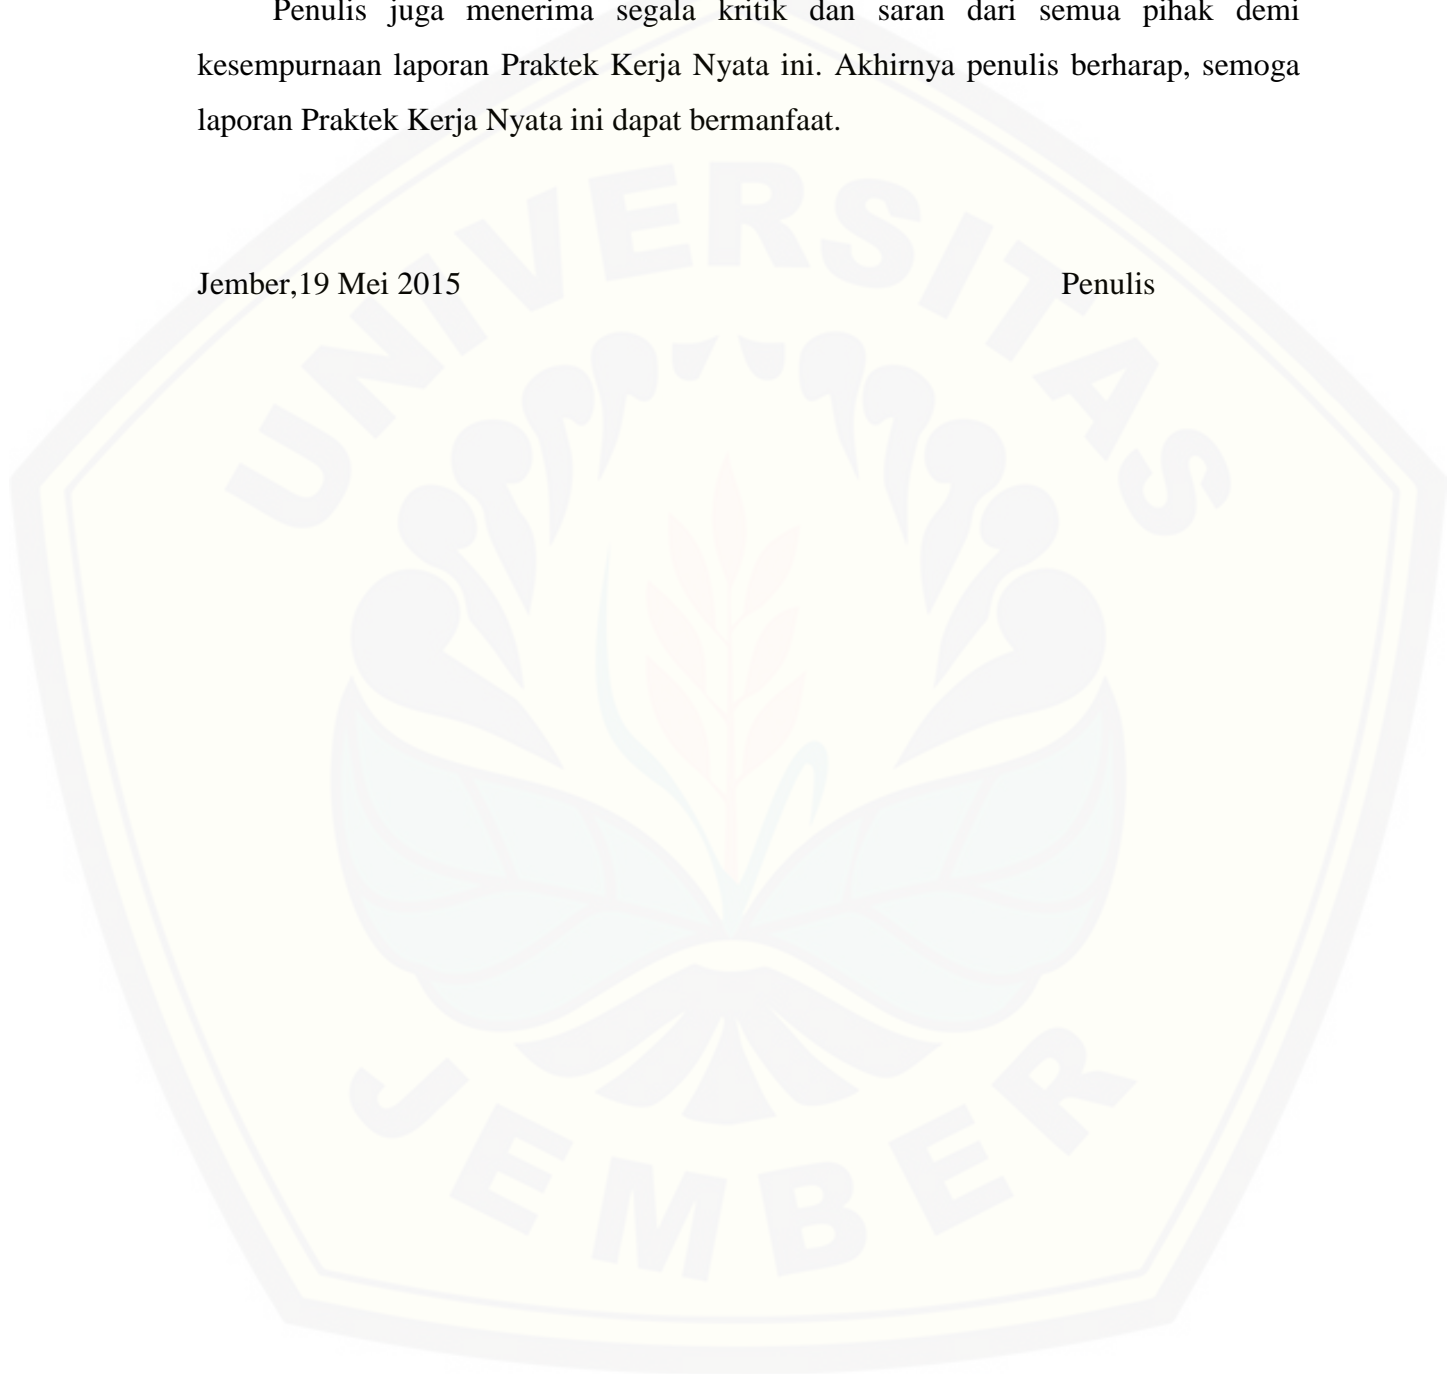 Penulis juga menerima segala kritik dan saran dari semua pihak demi
kesempurnaan laporan Praktek Kerja Nyata ini. Akhirnya penulis berharap, semoga
laporan Praktek Kerja Nyata ini dapat bermanfaat.
Jember,19 Mei 2015 Penulis
UNIVERSITAS
JEMBER